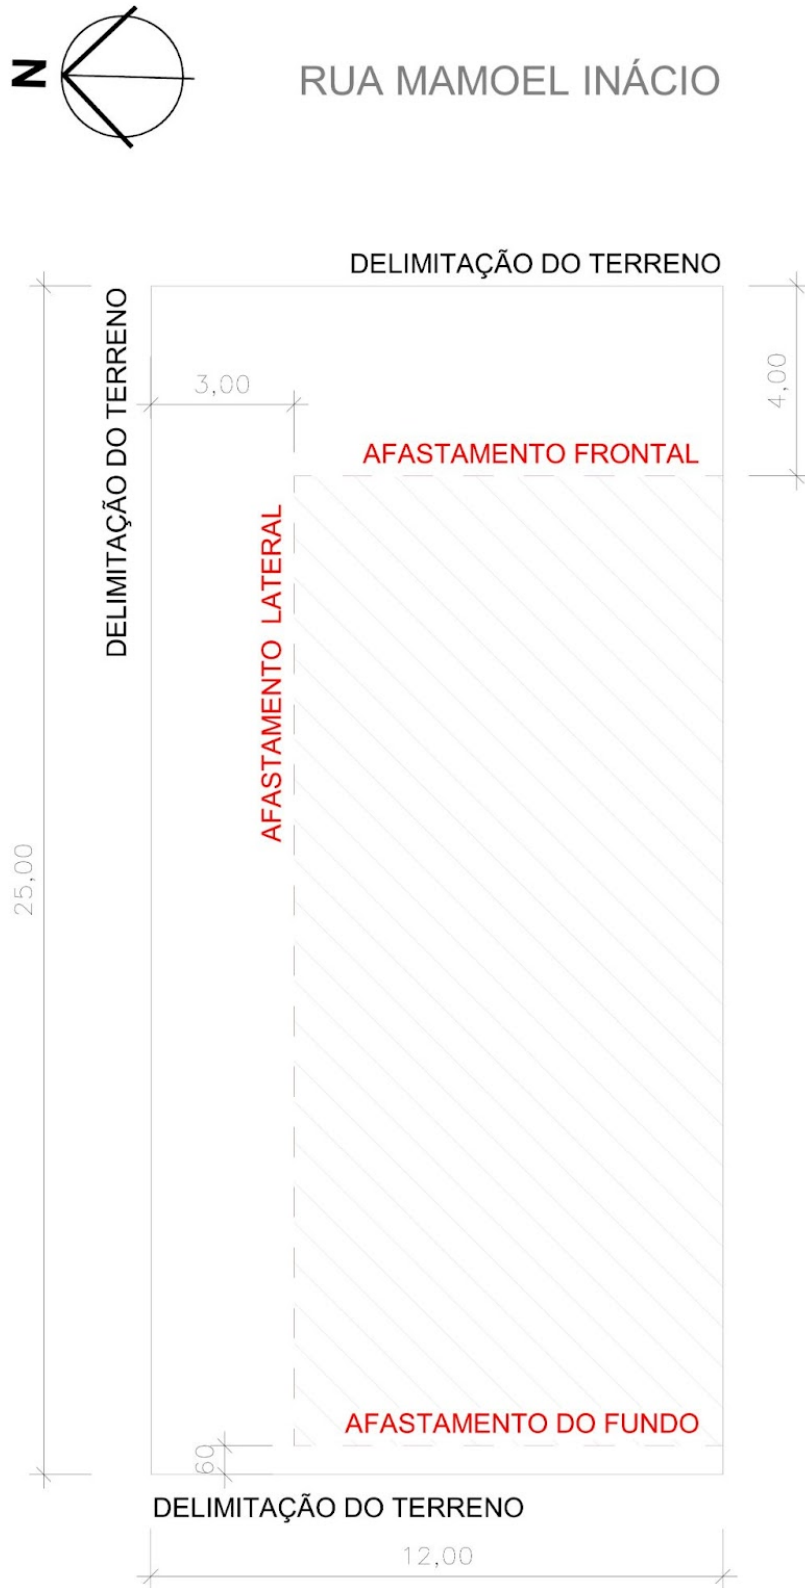 N
RUA MAMOEL INÁCIO
DELIMITAÇÃO DO TERRENO
DELIMITAÇÃO DO TERRENO
3,00
4,00
AFASTAMENTO FRONTAL
AFASTAMENTO LATERAL
25,00
AFASTAMENTO DO FUNDO
60
DELIMITAÇÃO DO TERRENO
12,00